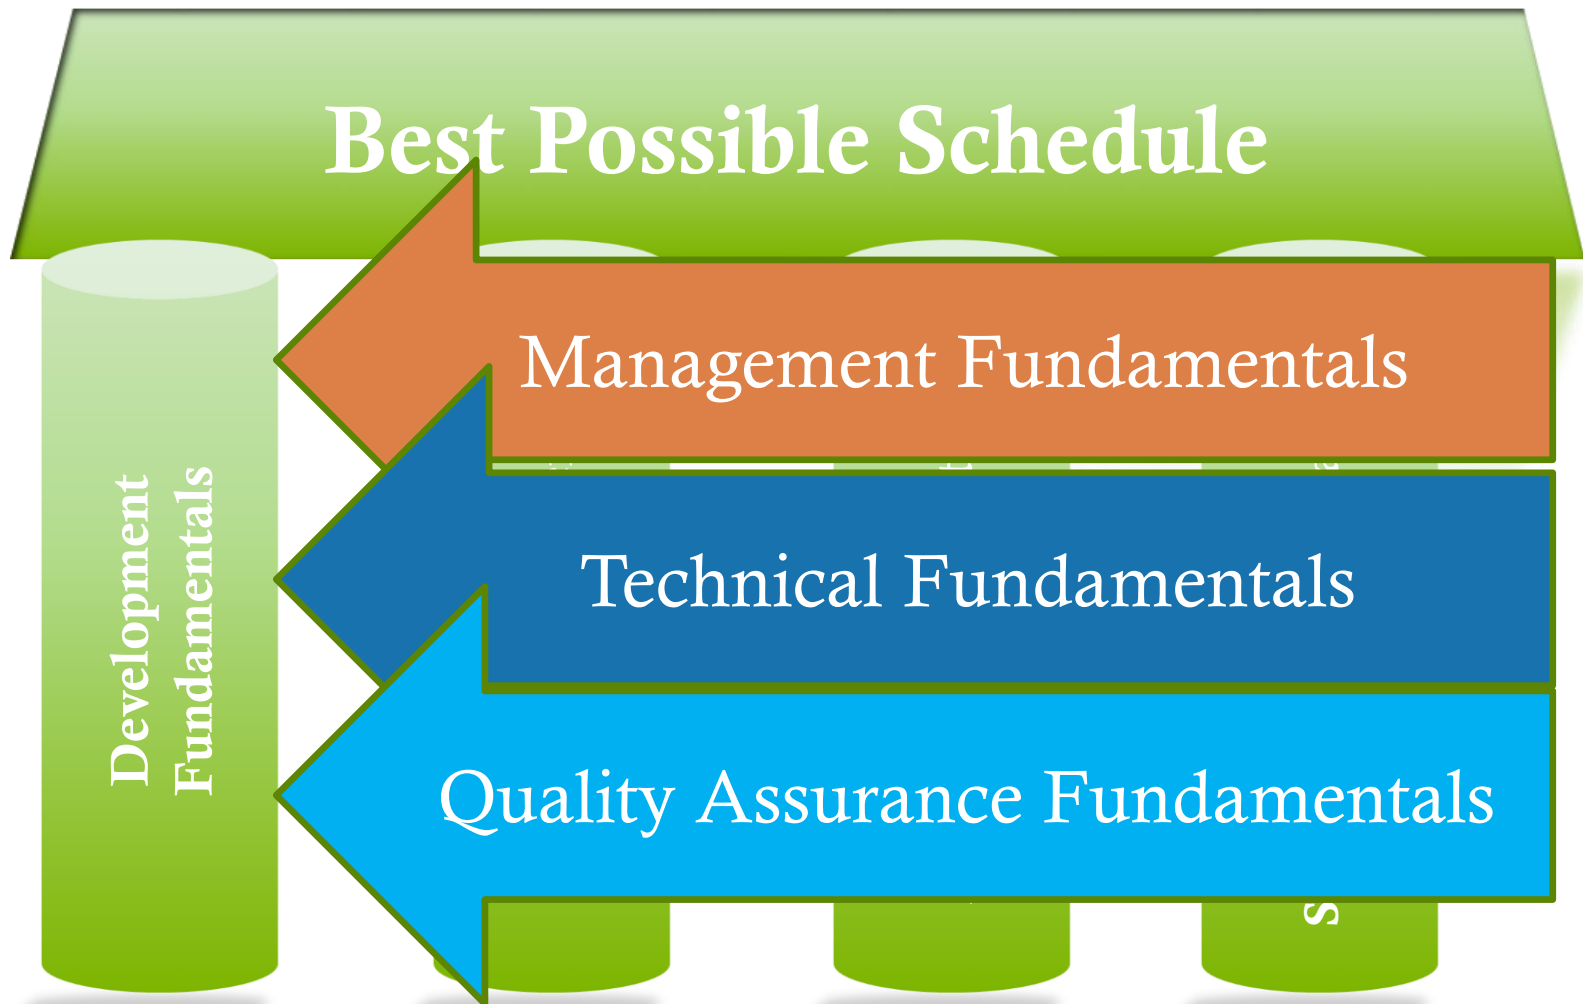 Best Possible Schedule
Management Fundamentals
Technical Fundamentals
Quality Assurance Fundamentals
Development
Fundamentals